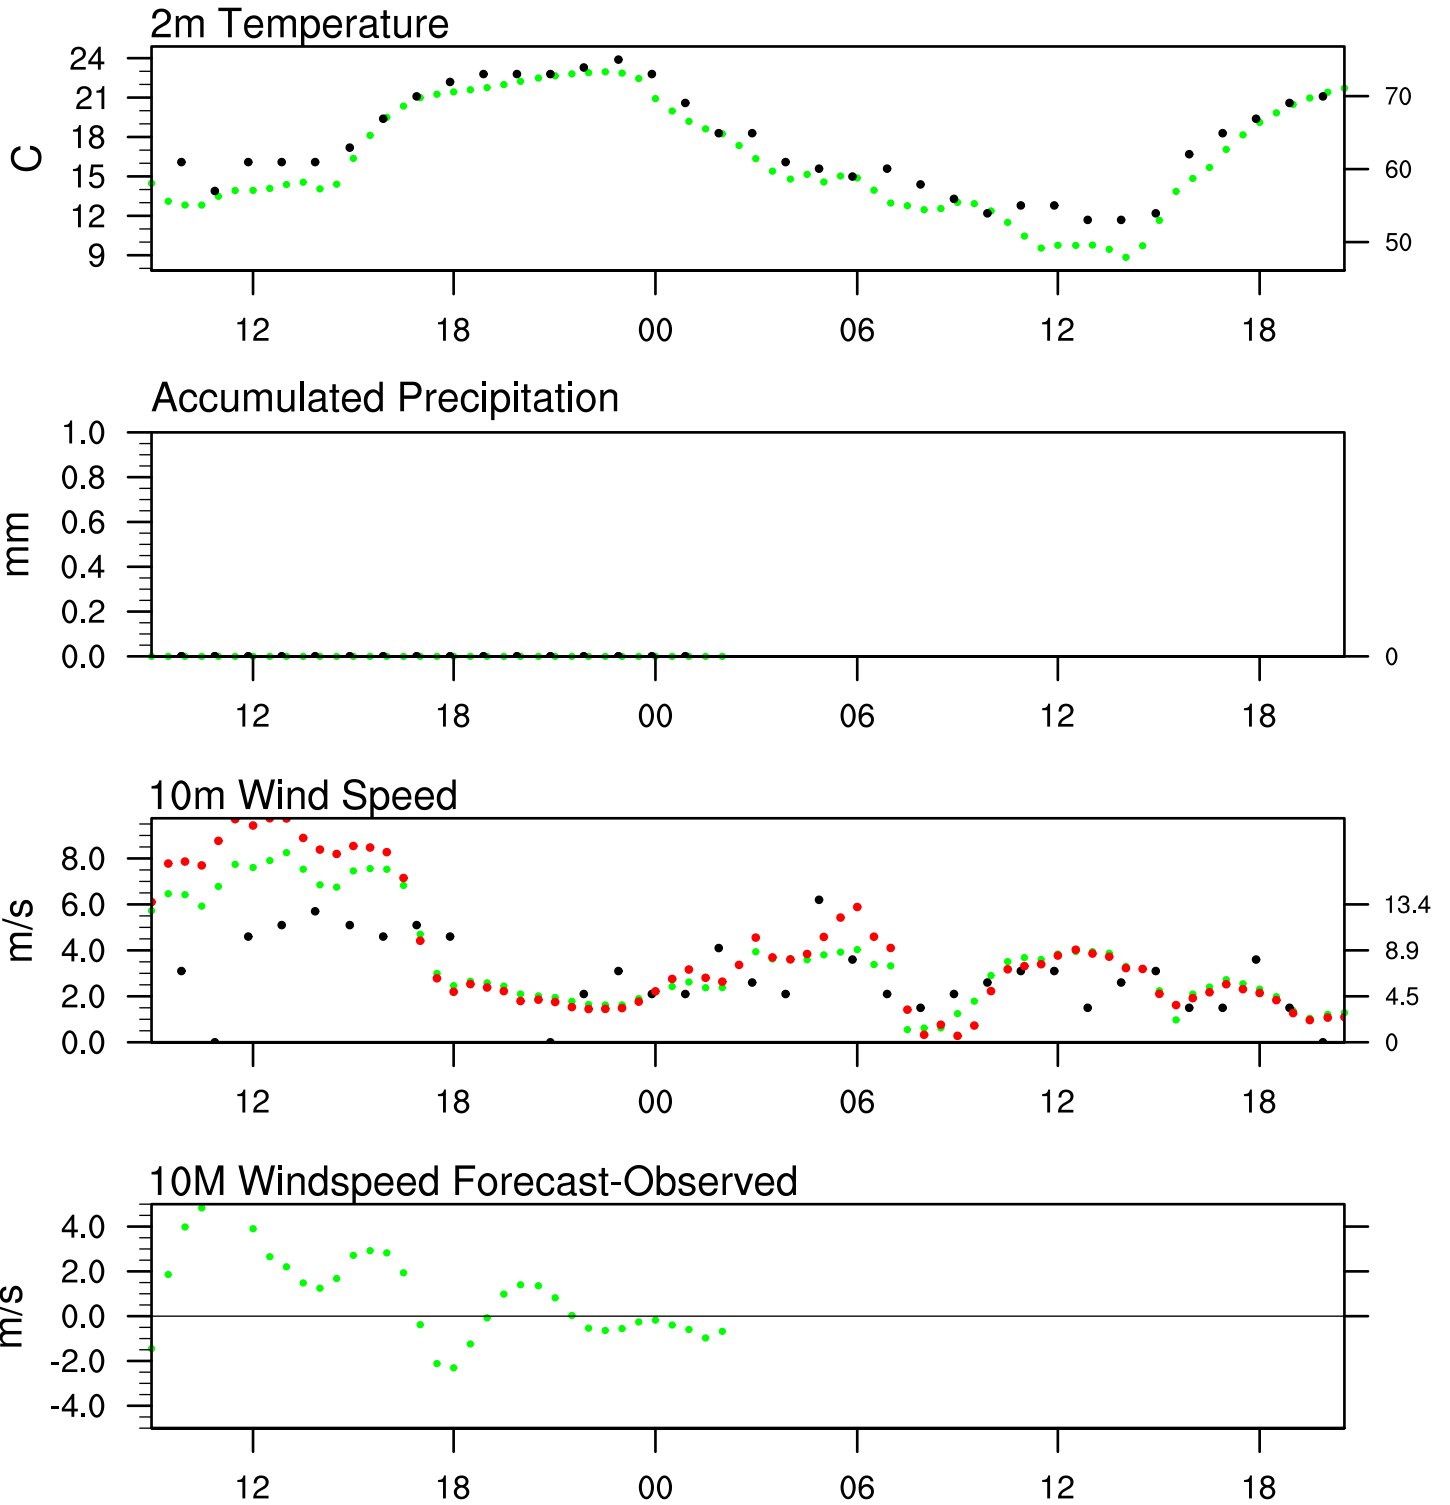 2m Temperature
24
21
18
15
12
9
C
70
60
50
12 18 00 06 12 18
Accumulated Precipitation
1.0
0.8
0.6
0.4
0.2
0.0
mm
0
12 18 00 06 12 18
10m Wind Speed
8.0
6.0
4.0
2.0
0.0
m/s
13.4
8.9
4.5
0
12 18 00 06 12 18
10M Windspeed Forecast-Observed
4.0
2.0
0.0
-2.0
-4.0
m/s
12 18 00 06 12 18